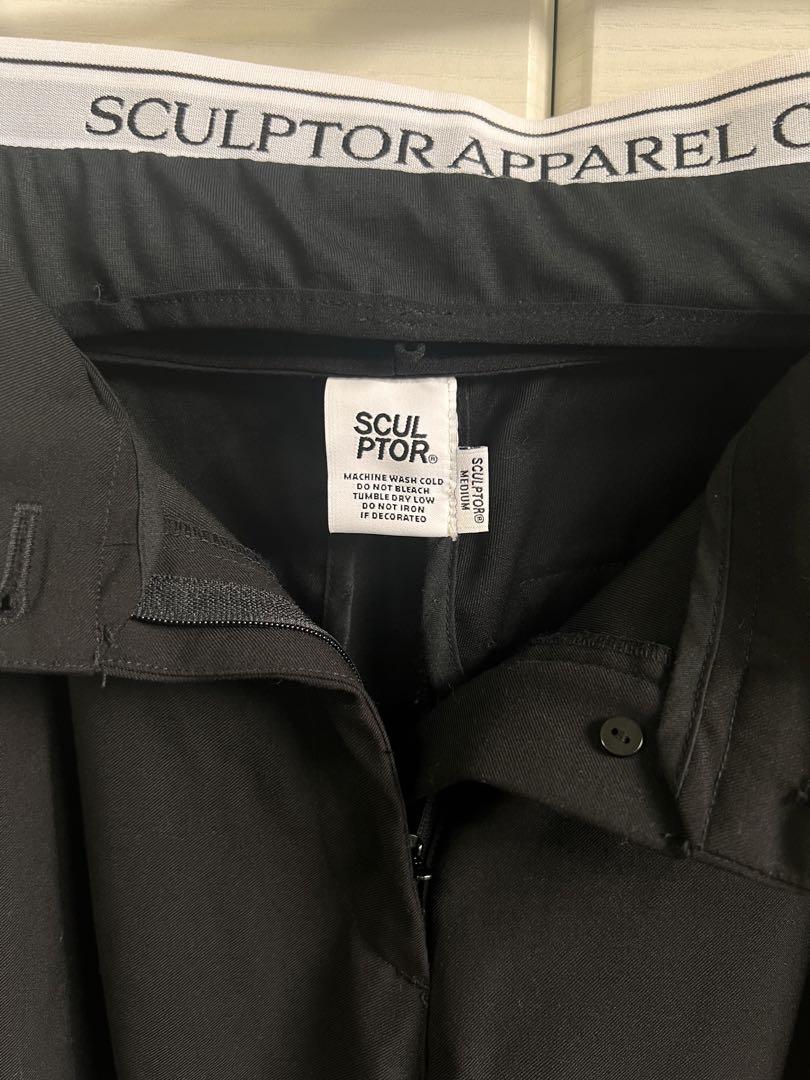 SCULPTOR APPAREL C
SCUL
PTOR®
MACHINE WASH COLD
DO NOT BLEACH
TUMBLE DRY LOW
DO NOT IRON
IF DECORATED
SCULPTOR®
MEDIUM